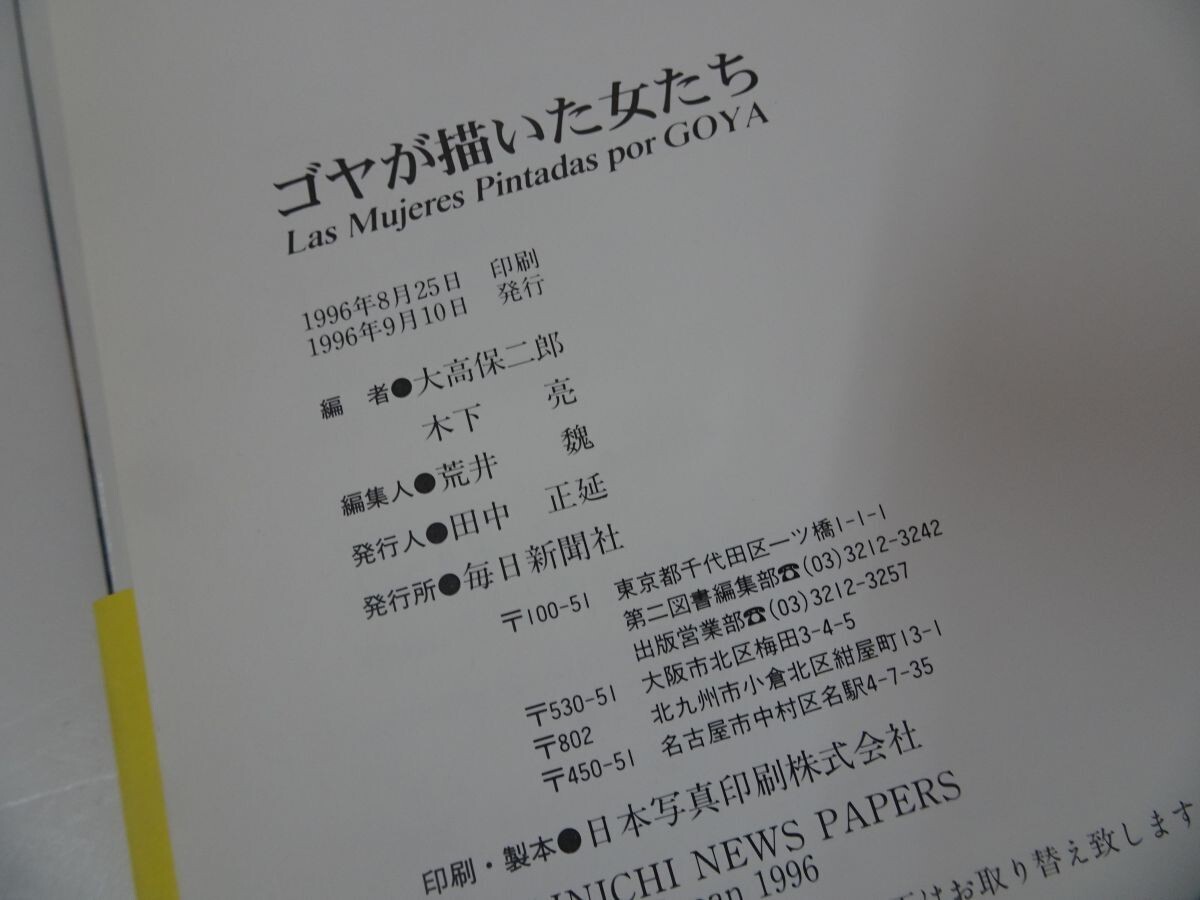 ゴヤが描いた女たち
Las Mujeres Pintadas por GOYA
1996年8月25日 印刷
1996年9月10日 発行
編 者●大高保二郎
木下 亮
編集人●荒井 魏
発行人●田中 正延
発行所●毎日新聞社
〒100-51 東京都千代田区一ツ橋1-1-1
第二図書編集部☎(03)3212-3242
出版営業部☎(03)3212-3257
〒530-51 大阪市北区梅田3-4-5
〒802 北九州市小倉北区紺屋町13-1
〒450-51 名古屋市中村区名駅4-7-35
印刷・製本●日本写真印刷株式会社
INICHI NEWS PAPERS
pan 1996
はお取り替え致します